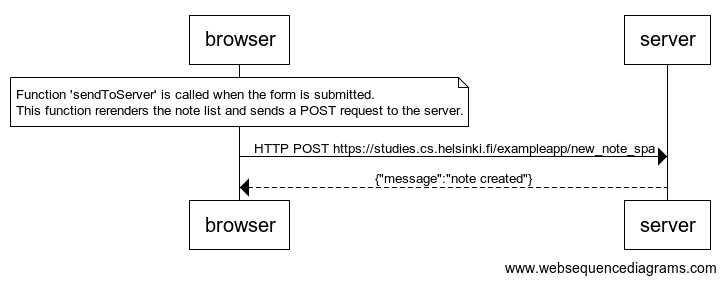 browser
server
Function 'sendToServer' is called when the form is submitted.
This function rerenders the note list and sends a POST request to the server.
HTTP POST https://studies.cs.helsinki.fi/exampleapp/new_note_spa
{"message":"note created"}
browser
server
www.websequencediagrams.com